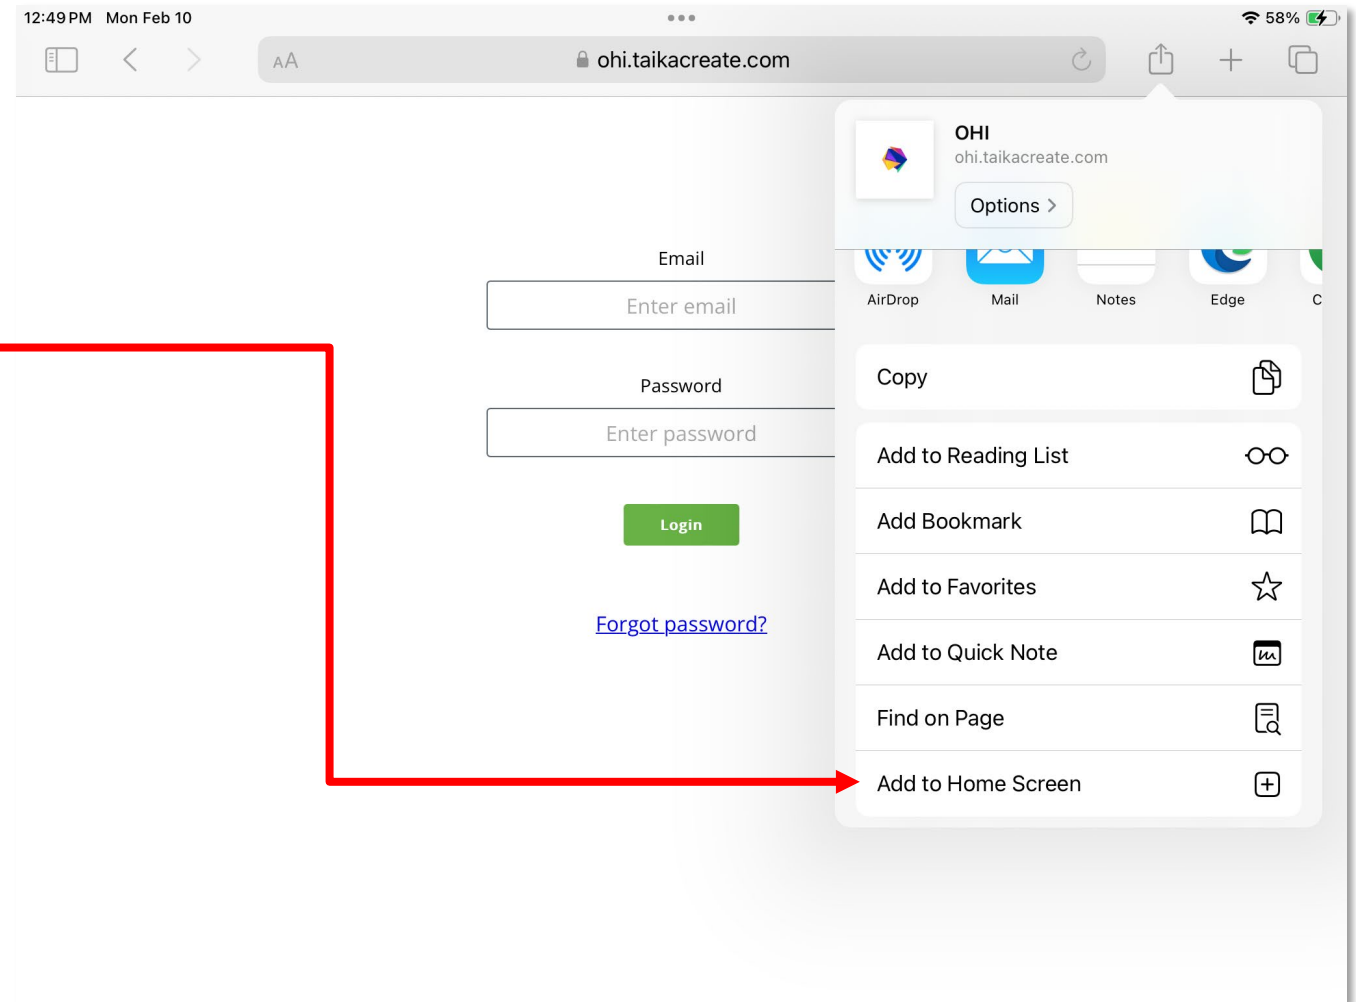 12:49 PM Mon Feb 10
58%
AA
ohi.taikacreate.com
OHI
ohi.taikacreate.com
Options
AirDrop
Mail
Notes
Edge
Email
Enter email
Password
Enter password
Login
Forgot password?
Copy
Add to Reading List
Add Bookmark
Add to Favorites
Add to Quick Note
Find on Page
Add to Home Screen